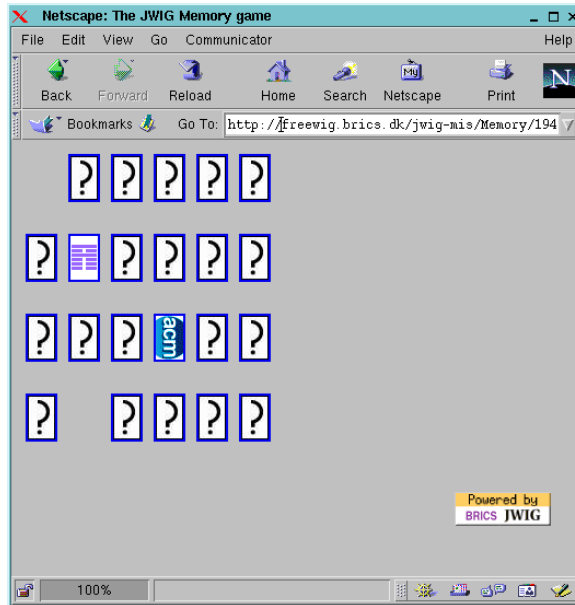 Netscape: The JWIG Memory game
File Edit View Go Communicator Help
Back Forward Reload Home Search Netscape Print
My
N
Bookmarks Go To: http://freewig.brics.dk/jwig-mis/Memory/194
? ? ? ? ?
? ? ? ? ?
? ? ? acm ? ?
? ? ? ? ?
Powered by
BRICS JWIG
100%